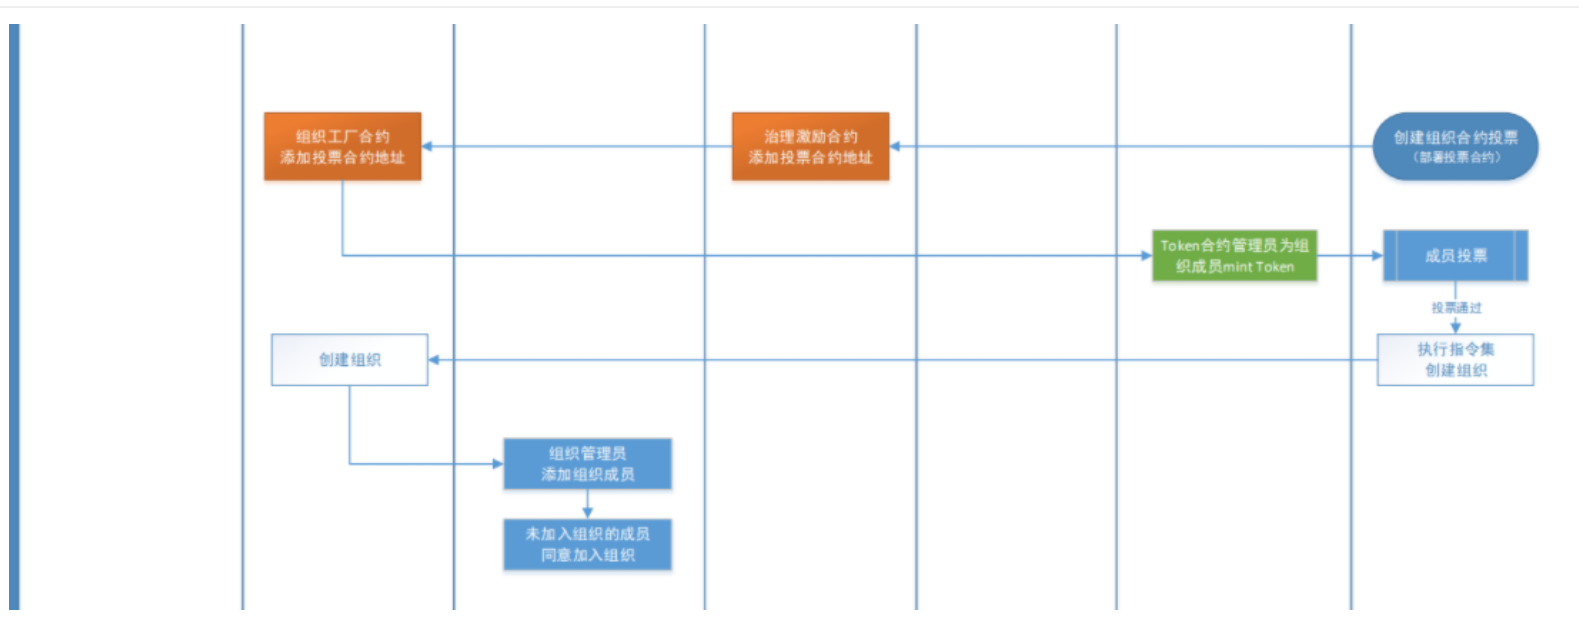 组织工厂合约
添加投票合约地址
治理激励合约
添加投票合约地址
创建组织合约投票
（部署投票合约）
Token合约管理员为组
织成员mint Token
成员投票
投票通过
创建组织
执行指令集
创建组织
组织管理员
添加组织成员
未加入组织的成员
同意加入组织